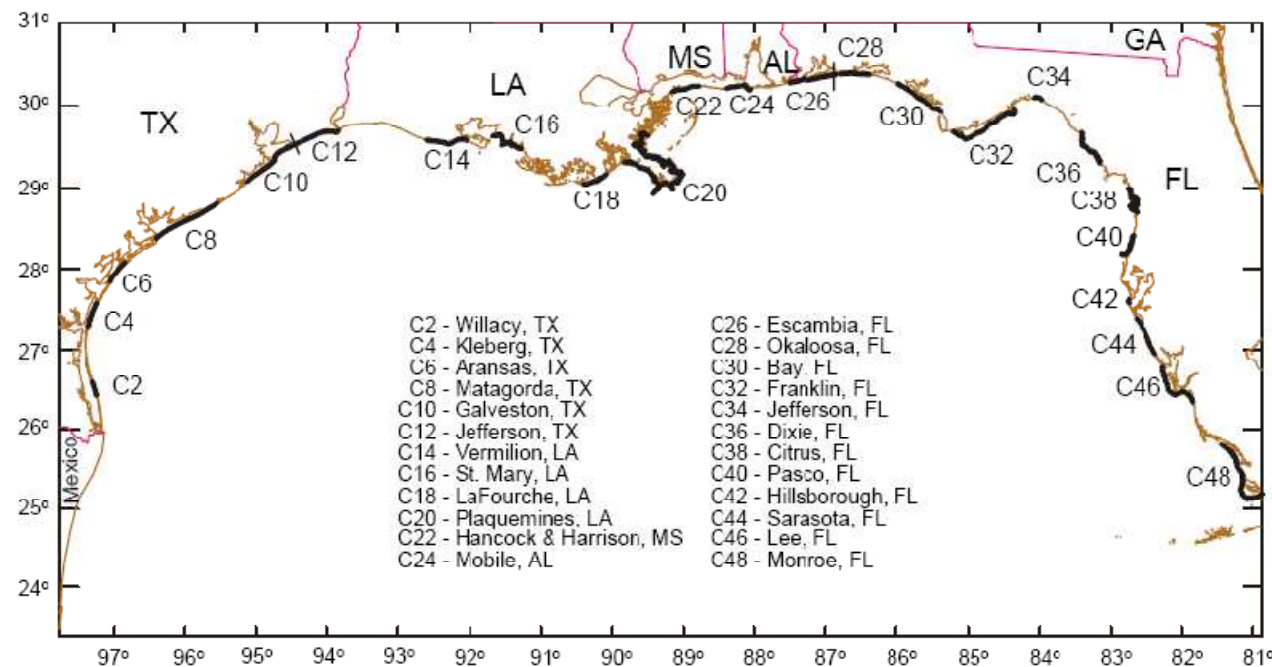 31°
30°
29°
28°
27°
26°
25°
24°
TX
LA
MS
AL
GA
FL
Mexico
C2
C4
C6
C8
C10
C12
C14
C16
C18
C20
C22
C24
C26
C28
C30
C32
C34
C36
C38
C40
C42
C44
C46
C48
C2 - Willacy, TX
C4 - Kleberg, TX
C6 - Aransas, TX
C8 - Matagorda, TX
C10 - Galveston, TX
C12 - Jefferson, TX
C14 - Vermilion, LA
C16 - St. Mary, LA
C18 - LaFourche, LA
C20 - Plaquemines, LA
C22 - Hancock & Harrison, MS
C24 - Mobile, AL
C26 - Escambia, FL
C28 - Okaloosa, FL
C30 - Bay, FL
C32 - Franklin, FL
C34 - Jefferson, FL
C36 - Dixie, FL
C38 - Citrus, FL
C40 - Pasco, FL
C42 - Hillsborough, FL
C44 - Sarasota, FL
C46 - Lee, FL
C48 - Monroe, FL
97° 96° 95° 94° 93° 92° 91° 90° 89° 88° 87° 86° 85° 84° 83° 82° 81°